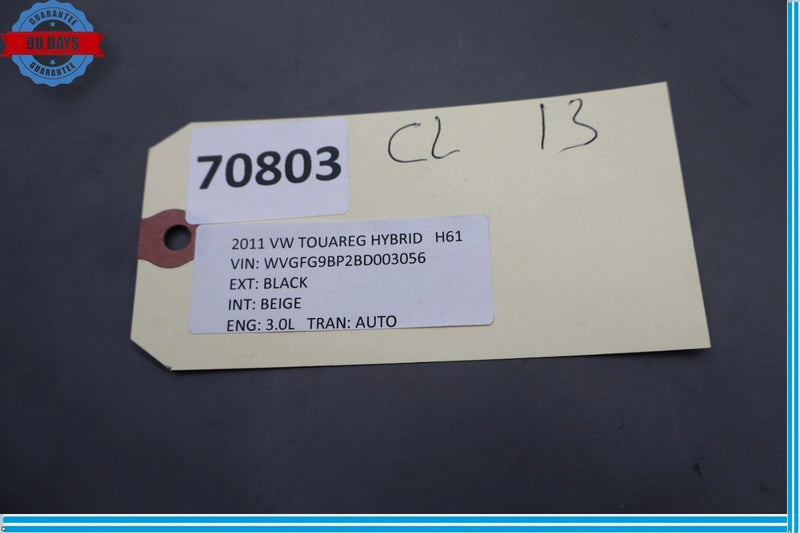 GUARANTEE
90 DAYS
GUARANTEE
CL 13
70803
2011 VW TOUAREG HYBRID H61
VIN: WVGFG9BP2BD003056
EXT: BLACK
INT: BEIGE
ENG: 3.0L TRAN: AUTO